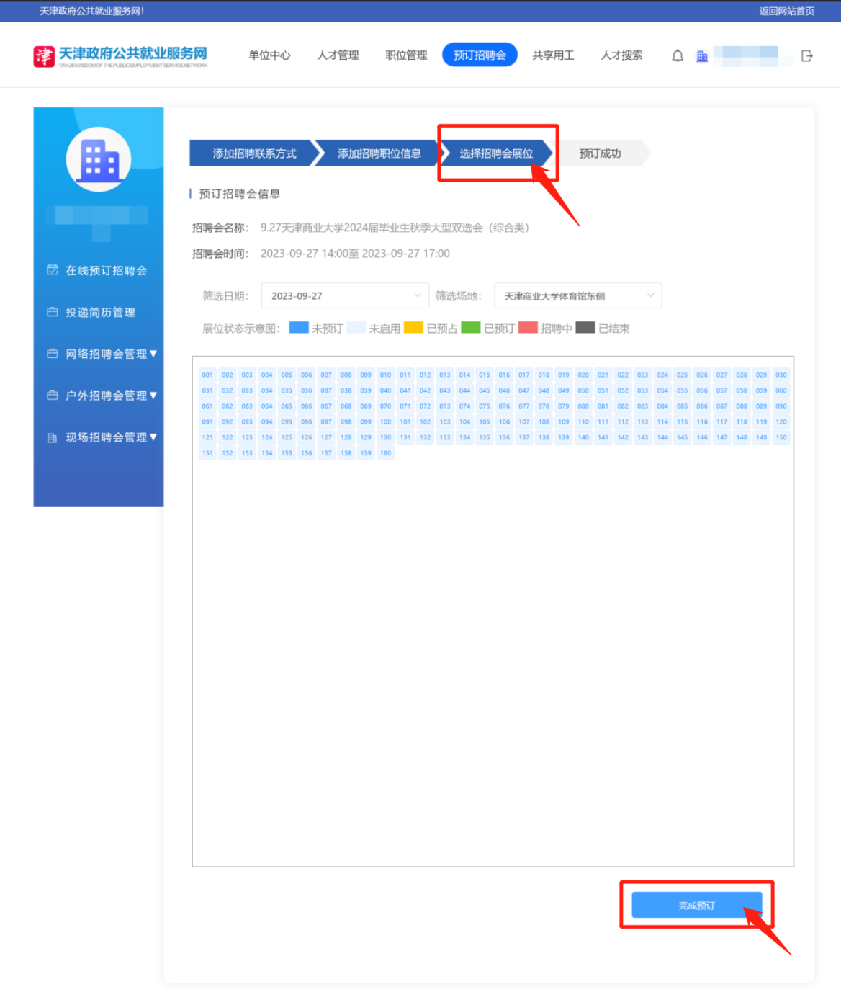 天津政府公共就业服务网!
返回网站首页
津 天津政府公共就业服务网
TIANJIN WISDOM OF THE PUBLIC EMPLOYMENT SERVICE NETWORK
单位中心 人才管理 职位管理 预订招聘会 共享用工 人才搜索
添加招聘联系方式 添加招聘职位信息 选择招聘会展位 预订成功
预订招聘会信息
招聘会名称: 9.27天津商业大学2024届毕业生秋季大型双选会（综合类）
招聘会时间: 2023-09-27 14:00至 2023-09-27 17:00
在线预订招聘会
投递简历管理
网络招聘会管理▼
户外招聘会管理▼
现场招聘会管理▼
筛选日期: 2023-09-27 筛选场地: 天津商业大学体育馆东侧
展位状态示意图: 未预订 未启用 已预占 已预订 招聘中 已结束
001 002 003 004 005 006 007 008 009 010 011 012 013 014 015 016 017 018 019 020 021 022 023 024 025 026 027 028 029 030
031 032 033 034 035 036 037 038 039 040 041 042 043 044 045 046 047 048 049 050 051 052 053 054 055 056 057 058 059 060
061 062 063 064 065 066 067 068 069 070 071 072 073 074 075 076 077 078 079 080 081 082 083 084 085 086 087 088 089 090
091 092 093 094 095 096 097 098 099 100 101 102 103 104 105 106 107 108 109 110 111 112 113 114 115 116 117 118 119 120
121 122 123 124 125 126 127 128 129 130 131 132 133 134 135 136 137 138 139 140 141 142 143 144 145 146 147 148 149 150
151 152 153 154 155 156 157 158 159 160
完成预订